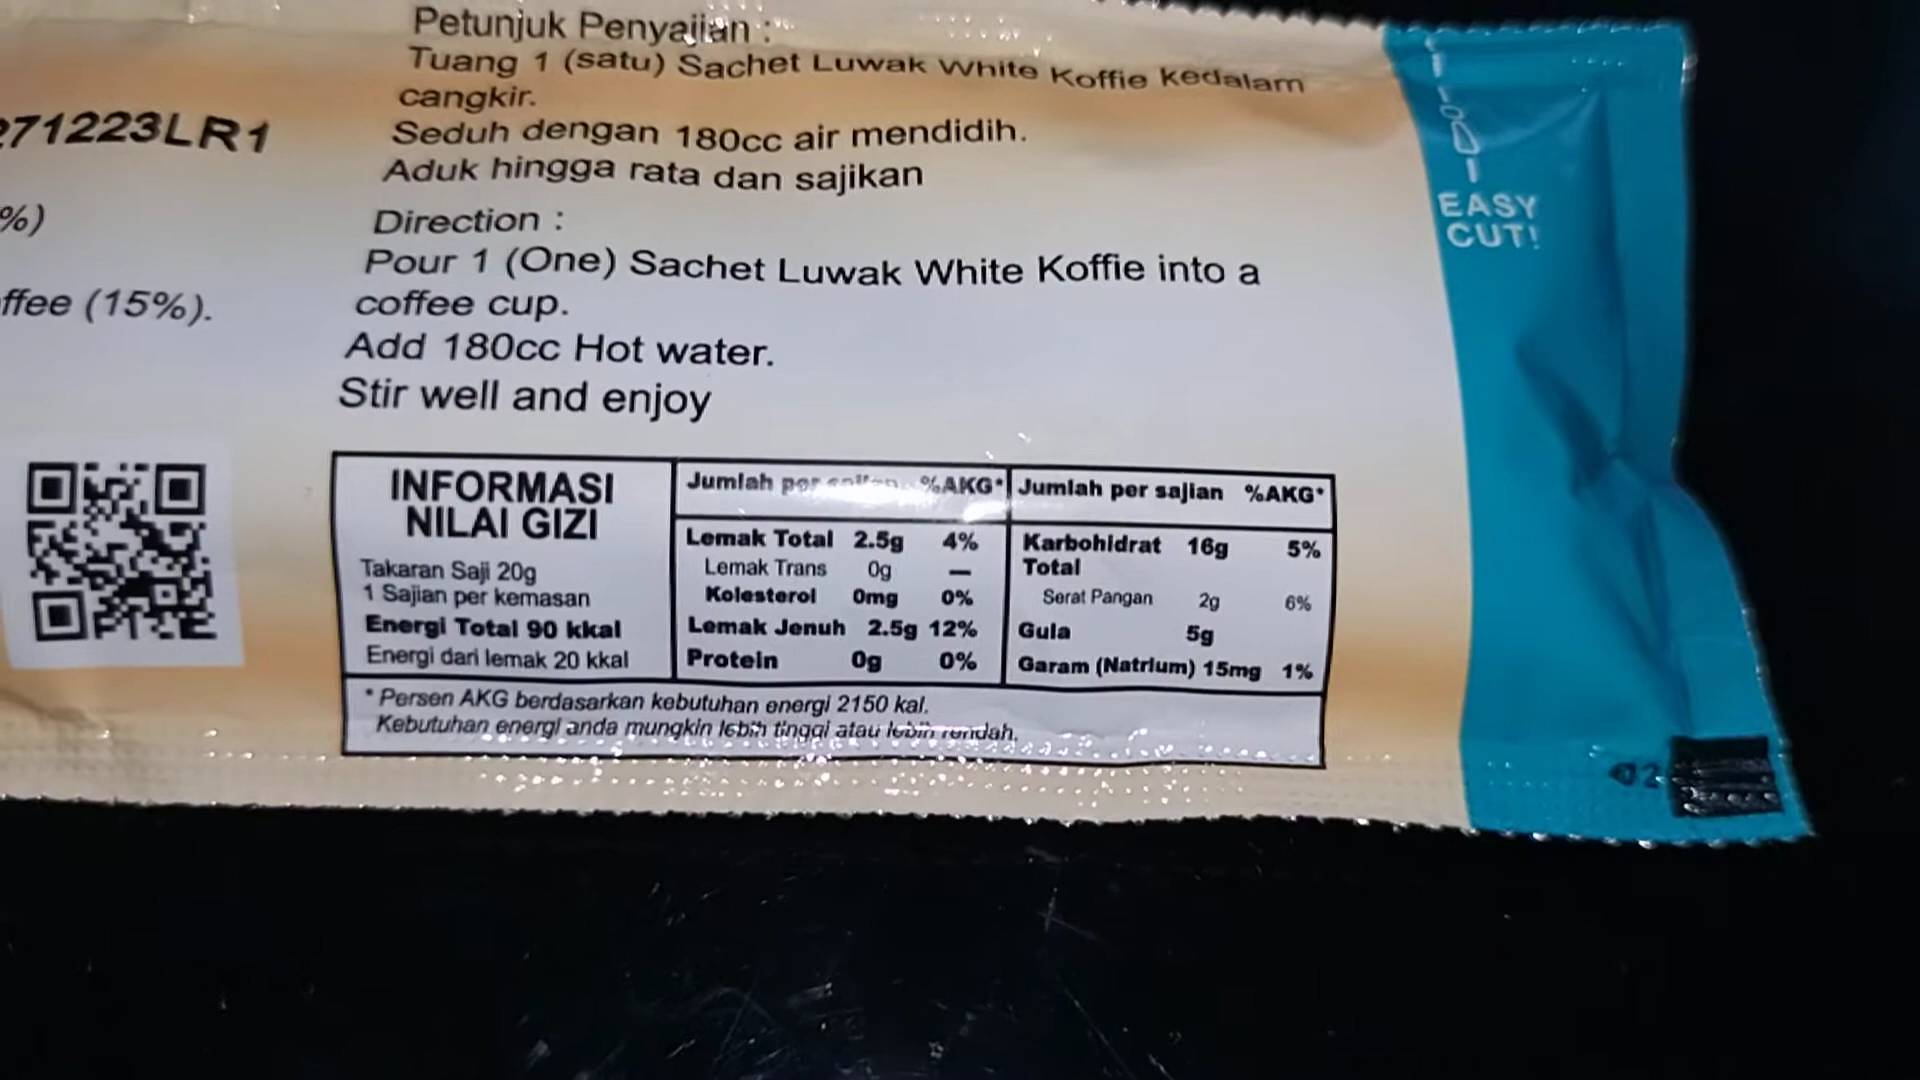 Petunjuk Penyajian :
Tuang 1 (satu) Sachet Luwak White Koffie kedalam
cangkir.
Seduh dengan 180cc air mendidih.
Aduk hingga rata dan sajikan
271223LR1
%)
ffee (15%).
Direction :
Pour 1 (One) Sachet Luwak White Koffie into a
coffee cup.
Add 180cc Hot water.
Stir well and enjoy
EASY
CUT!
INFORMASI
NILAI GIZI
Takaran Saji 20g
1 Sajian per kemasan
Energi Total 90 kkal
Energi dari lemak 20 kkal
Jumlah per sajian %AKG*
Lemak Total 2.5g 4%
Lemak Trans 0g —
Kolesterol 0mg 0%
Lemak Jenuh 2.5g 12%
Protein 0g 0%
Jumlah per sajian %AKG*
Karbohidrat 16g 5%
Total
Serat Pangan 2g 6%
Gula 5g
Garam (Natrium) 15mg 1%
* Persen AKG berdasarkan kebutuhan energi 2150 kal.
Kebutuhan energi anda mungkin lebih tinggi atau lebih rendah.